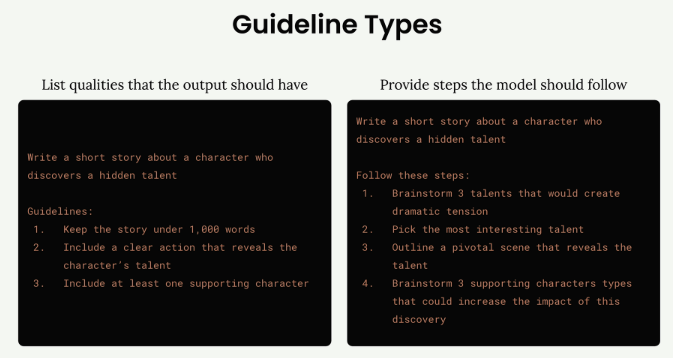 Guideline Types
List qualities that the output should have
Write a short story about a character who
discovers a hidden talent
Guidelines:
1. Keep the story under 1,000 words
2. Include a clear action that reveals the
character's talent
3. Include at least one supporting character
Provide steps the model should follow
Write a short story about a character who
discovers a hidden talent
Follow these steps:
1. Brainstorm 3 talents that would create
dramatic tension
2. Pick the most interesting talent
3. Outline a pivotal scene that reveals the
talent
4. Brainstorm 3 supporting characters types
that could increase the impact of this
discovery